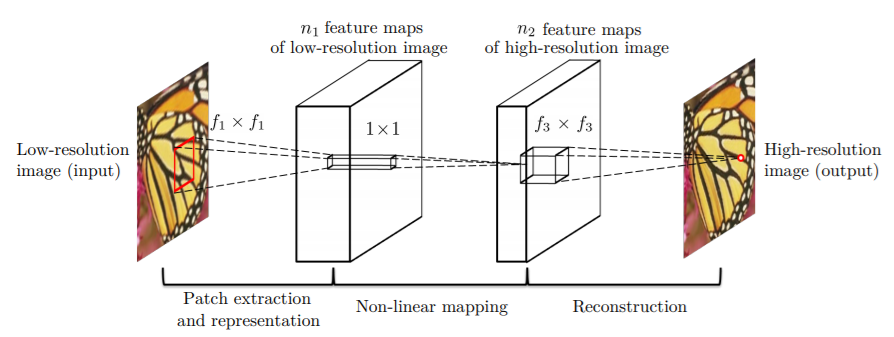 n₁ feature maps
of low-resolution image
n₂ feature maps
of high-resolution image
f₁ × f₁
1×1
f₃ × f₃
Low-resolution
image (input)
High-resolution
image (output)
Patch extraction
and representation
Non-linear mapping
Reconstruction